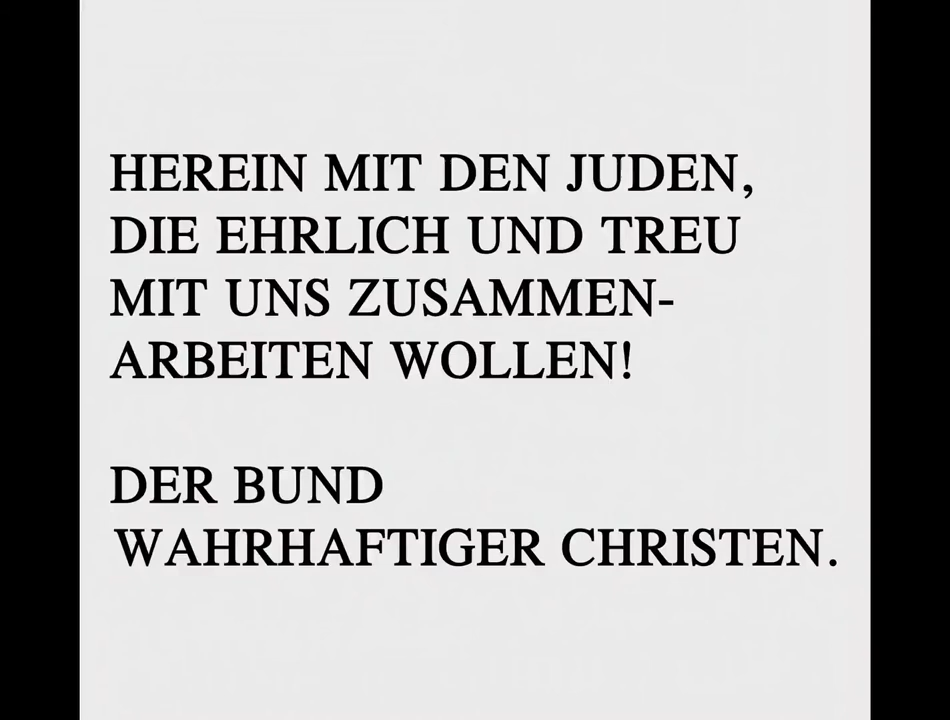 HEREIN MIT DEN JUDEN,
DIE EHRLICH UND TREU
MIT UNS ZUSAMMEN-
ARBEITEN WOLLEN!
DER BUND
WAHRHAFTIGER CHRISTEN.